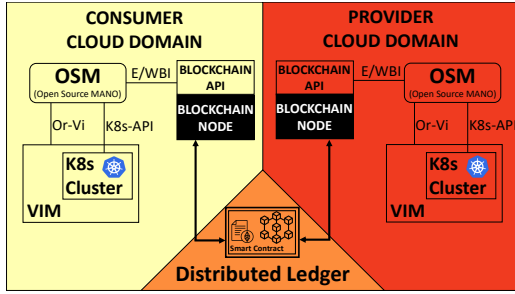 CONSUMER
CLOUD DOMAIN
OSM
(Open Source MANO)
E/WBI
BLOCKCHAIN
API
BLOCKCHAIN
NODE
Or-Vi
K8s-API
K8s
Cluster
VIM
PROVIDER
CLOUD DOMAIN
BLOCKCHAIN
API
BLOCKCHAIN
NODE
E/WBI
OSM
(Open Source MANO)
Or-Vi
K8s-API
K8s
Cluster
VIM
Smart Contract
Distributed Ledger